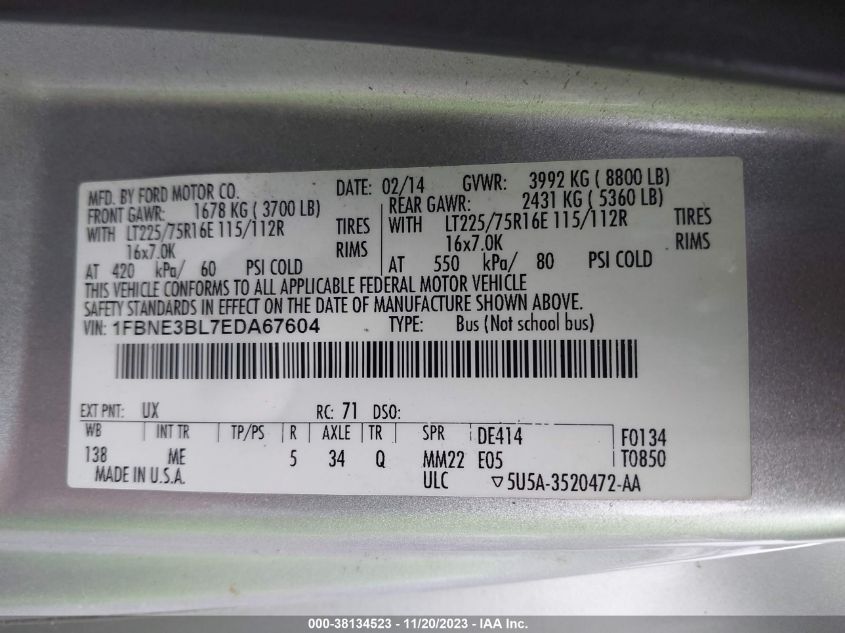 MFD. BY FORD MOTOR CO. DATE: 02/14 GVWR: 3992 KG ( 8800 LB)
FRONT GAWR: 1678 KG ( 3700 LB) REAR GAWR: 2431 KG ( 5360 LB)
WITH LT225/75R16E 115/112R TIRES WITH LT225/75R16E 115/112R TIRES
16x7.0K RIMS 16x7.0K RIMS
AT 420 kPa/ 60 PSI COLD AT 550 kPa/ 80 PSI COLD
THIS VEHICLE CONFORMS TO ALL APPLICABLE FEDERAL MOTOR VEHICLE
SAFETY STANDARDS IN EFFECT ON THE DATE OF MANUFACTURE SHOWN ABOVE.
VIN: 1FBNE3BL7EDA67604 TYPE: Bus (Not school bus)
EXT PNT: UX RC: 71 DSO:
WB INT TR TP/PS R AXLE TR SPR DE414 F0134
138 ME 5 34 Q MM22 E05 T0850
MADE IN U.S.A. ULC ▽5U5A-3520472-AA
000-38134523 - 11/20/2023 - IAA Inc.